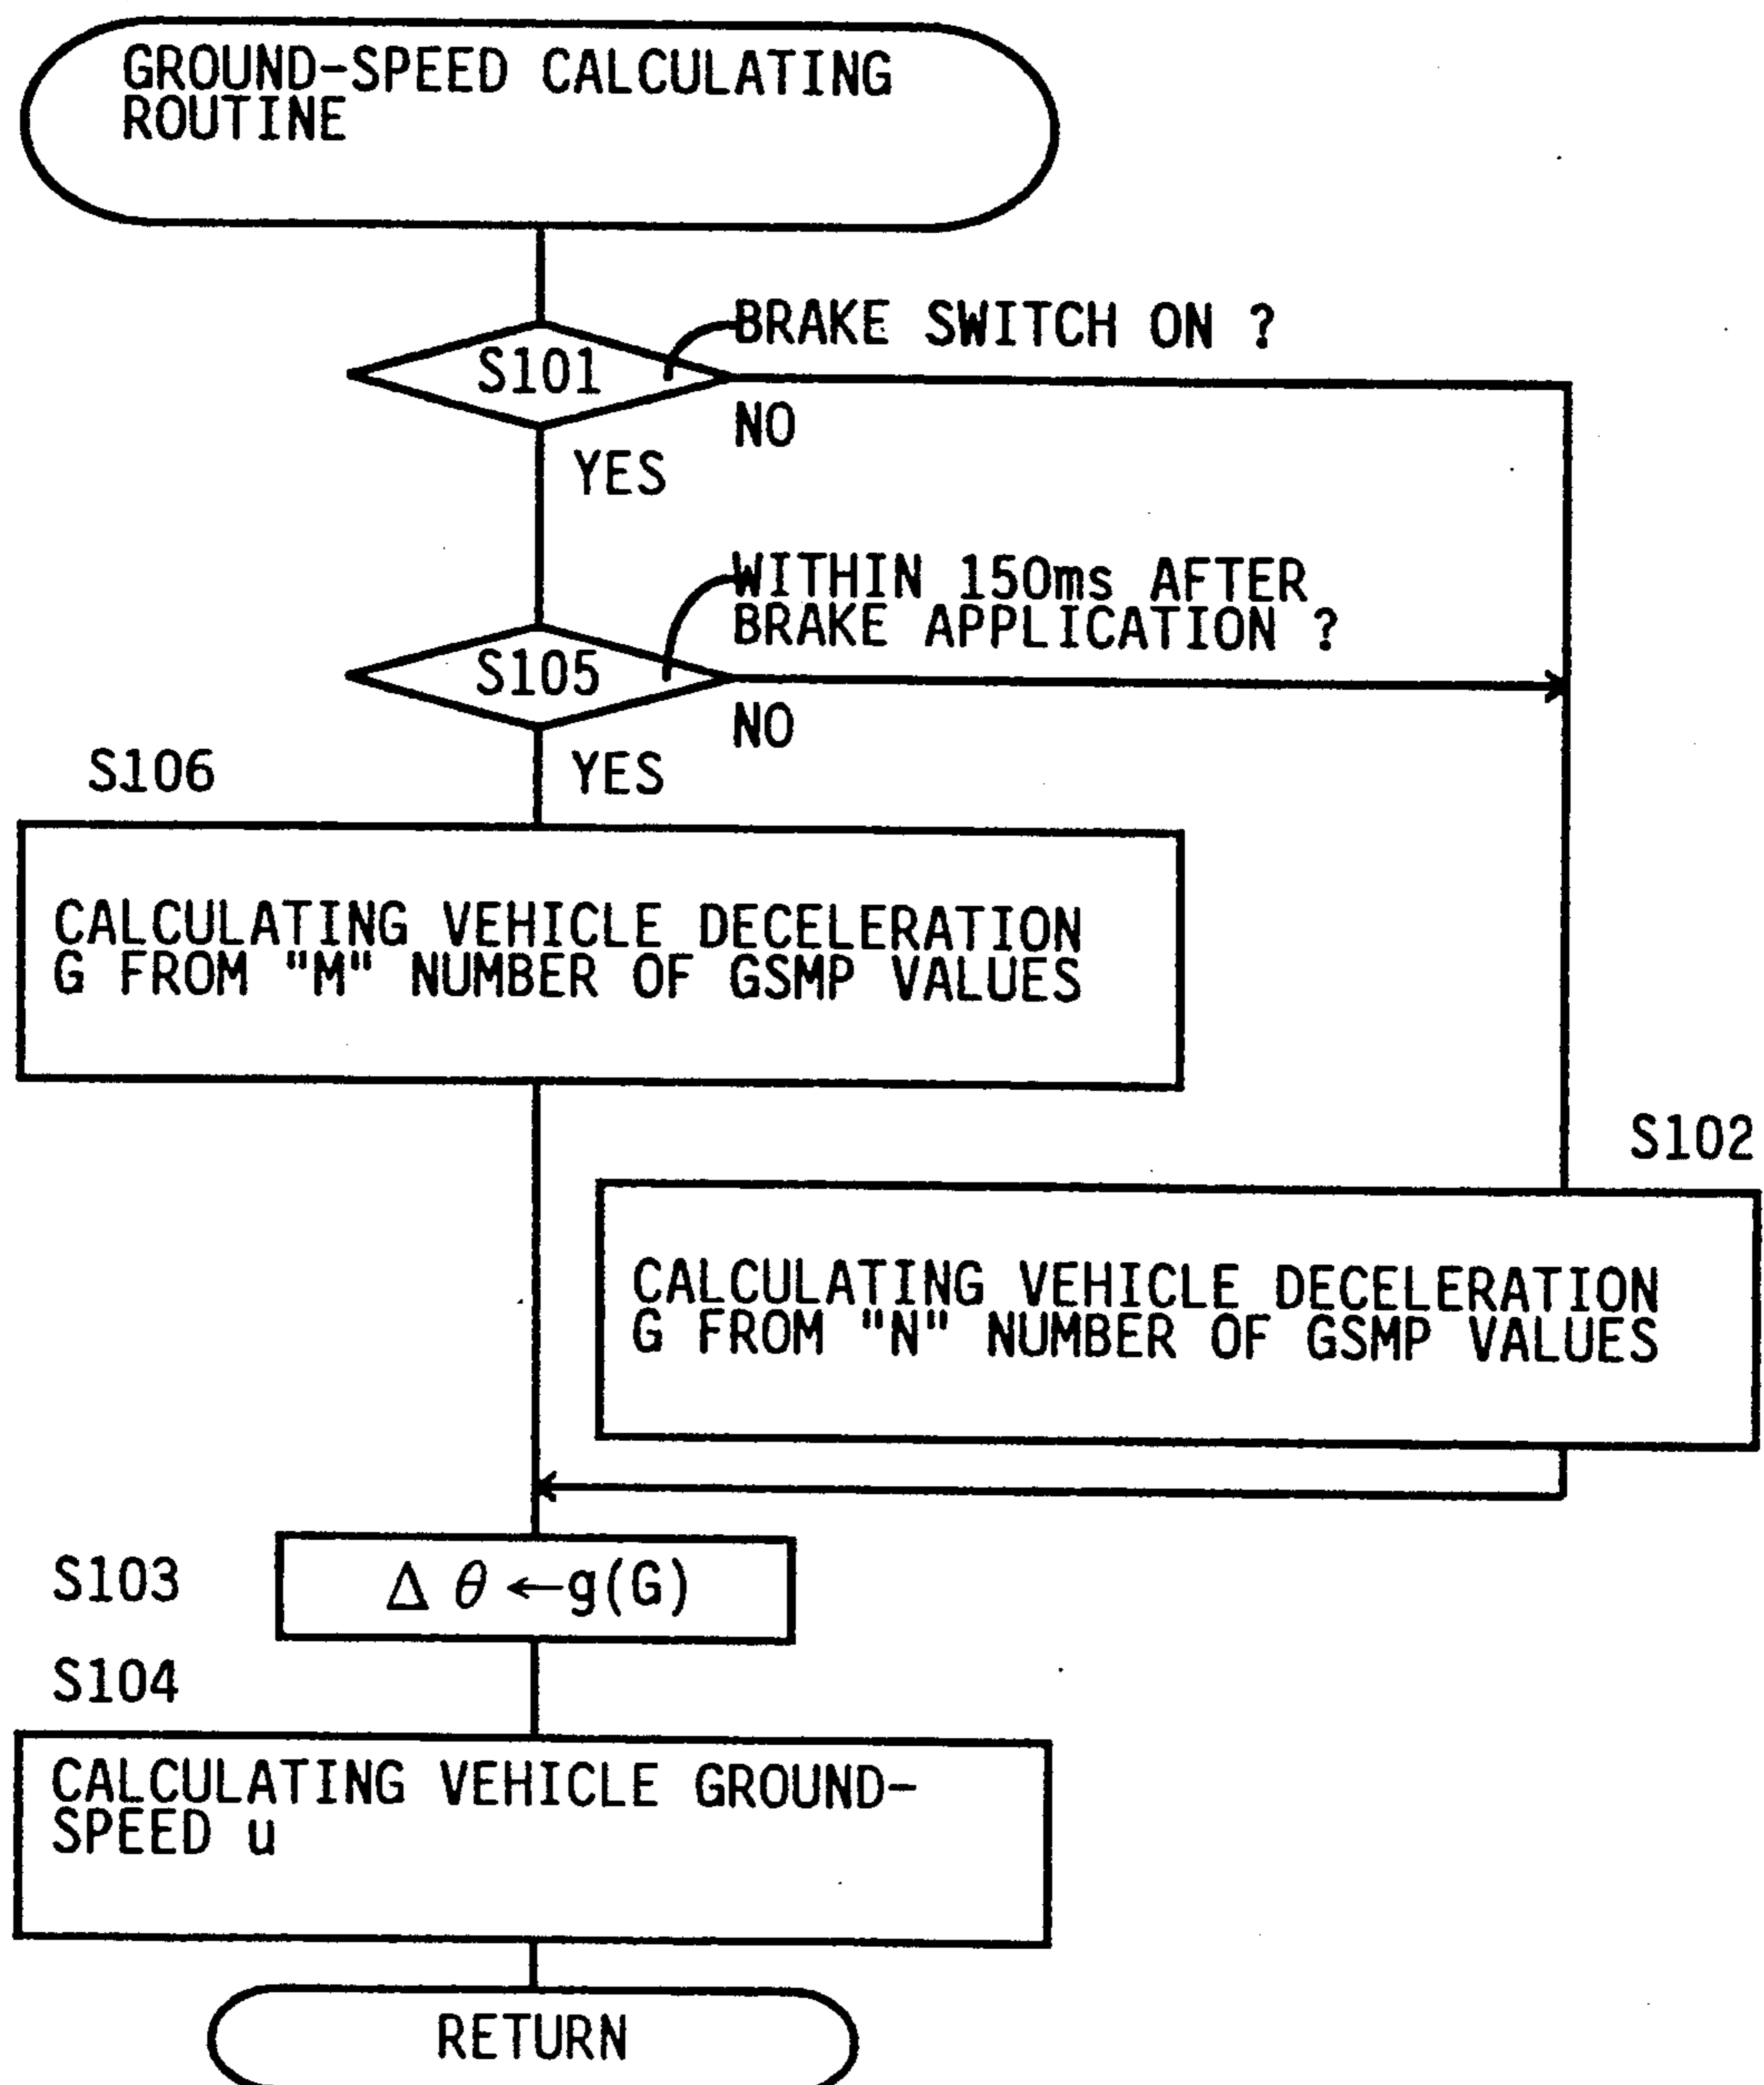 GROUND-SPEED CALCULATING
ROUTINE
BRAKE SWITCH ON ?
S101
NO
YES
WITHIN 150ms AFTER
BRAKE APPLICATION ?
S105
NO
YES
S106
CALCULATING VEHICLE DECELERATION
G FROM "M" NUMBER OF GSMP VALUES
S102
CALCULATING VEHICLE DECELERATION
G FROM "N" NUMBER OF GSMP VALUES
S103
Δ θ ←g(G)
S104
CALCULATING VEHICLE GROUND-
SPEED u
RETURN